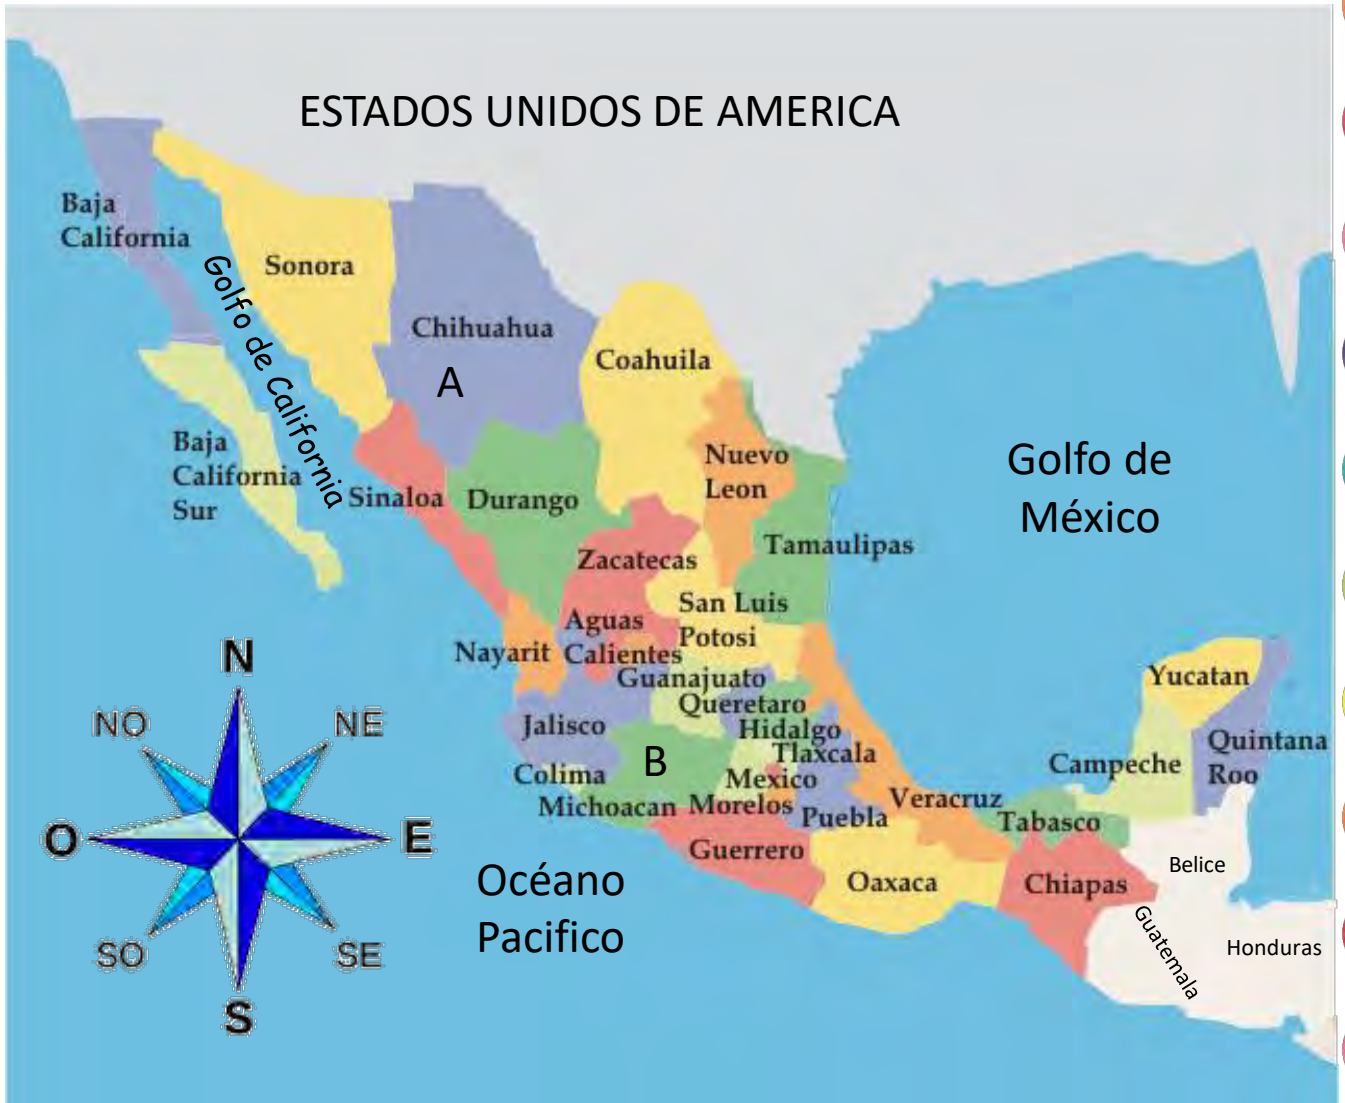 ESTADOS UNIDOS DE AMERICA
Baja
California
Sonora
Golfo de California
Chihuahua
A
Coahuila
Baja
California
Sur
Sinaloa
Durango
Nuevo
Leon
Golfo de
México
Tamaulipas
Zacatecas
San Luis
Potosi
Aguas
Calientes
Nayarit
Guanajuato
Queretaro
Jalisco
Hidalgo
Tlaxcala
B
Colima
Mexico
Michoacan
Morelos
Puebla
Veracruz
Guerrero
Oaxaca
Tabasco
Chiapas
Campeche
Yucatan
Quintana
Roo
Belice
Guatemala
Honduras
Océano
Pacifico
N
NO
NE
O
E
SO
SE
S